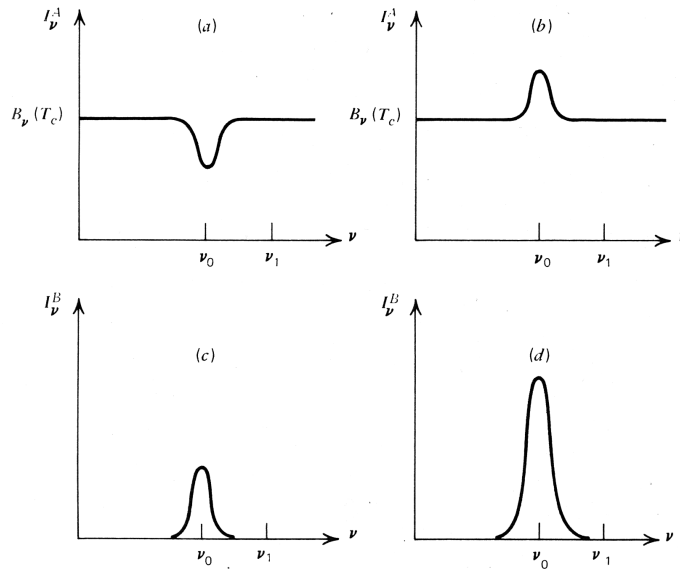 I_ν^A (a)
B_ν (T_c)
ν_0 ν_1 ν
I_ν^A (b)
B_ν (T_c)
ν_0 ν_1
I_ν^B (c)
ν_0 ν_1 ν
I_ν^B (d)
ν_0 ν_1 ν